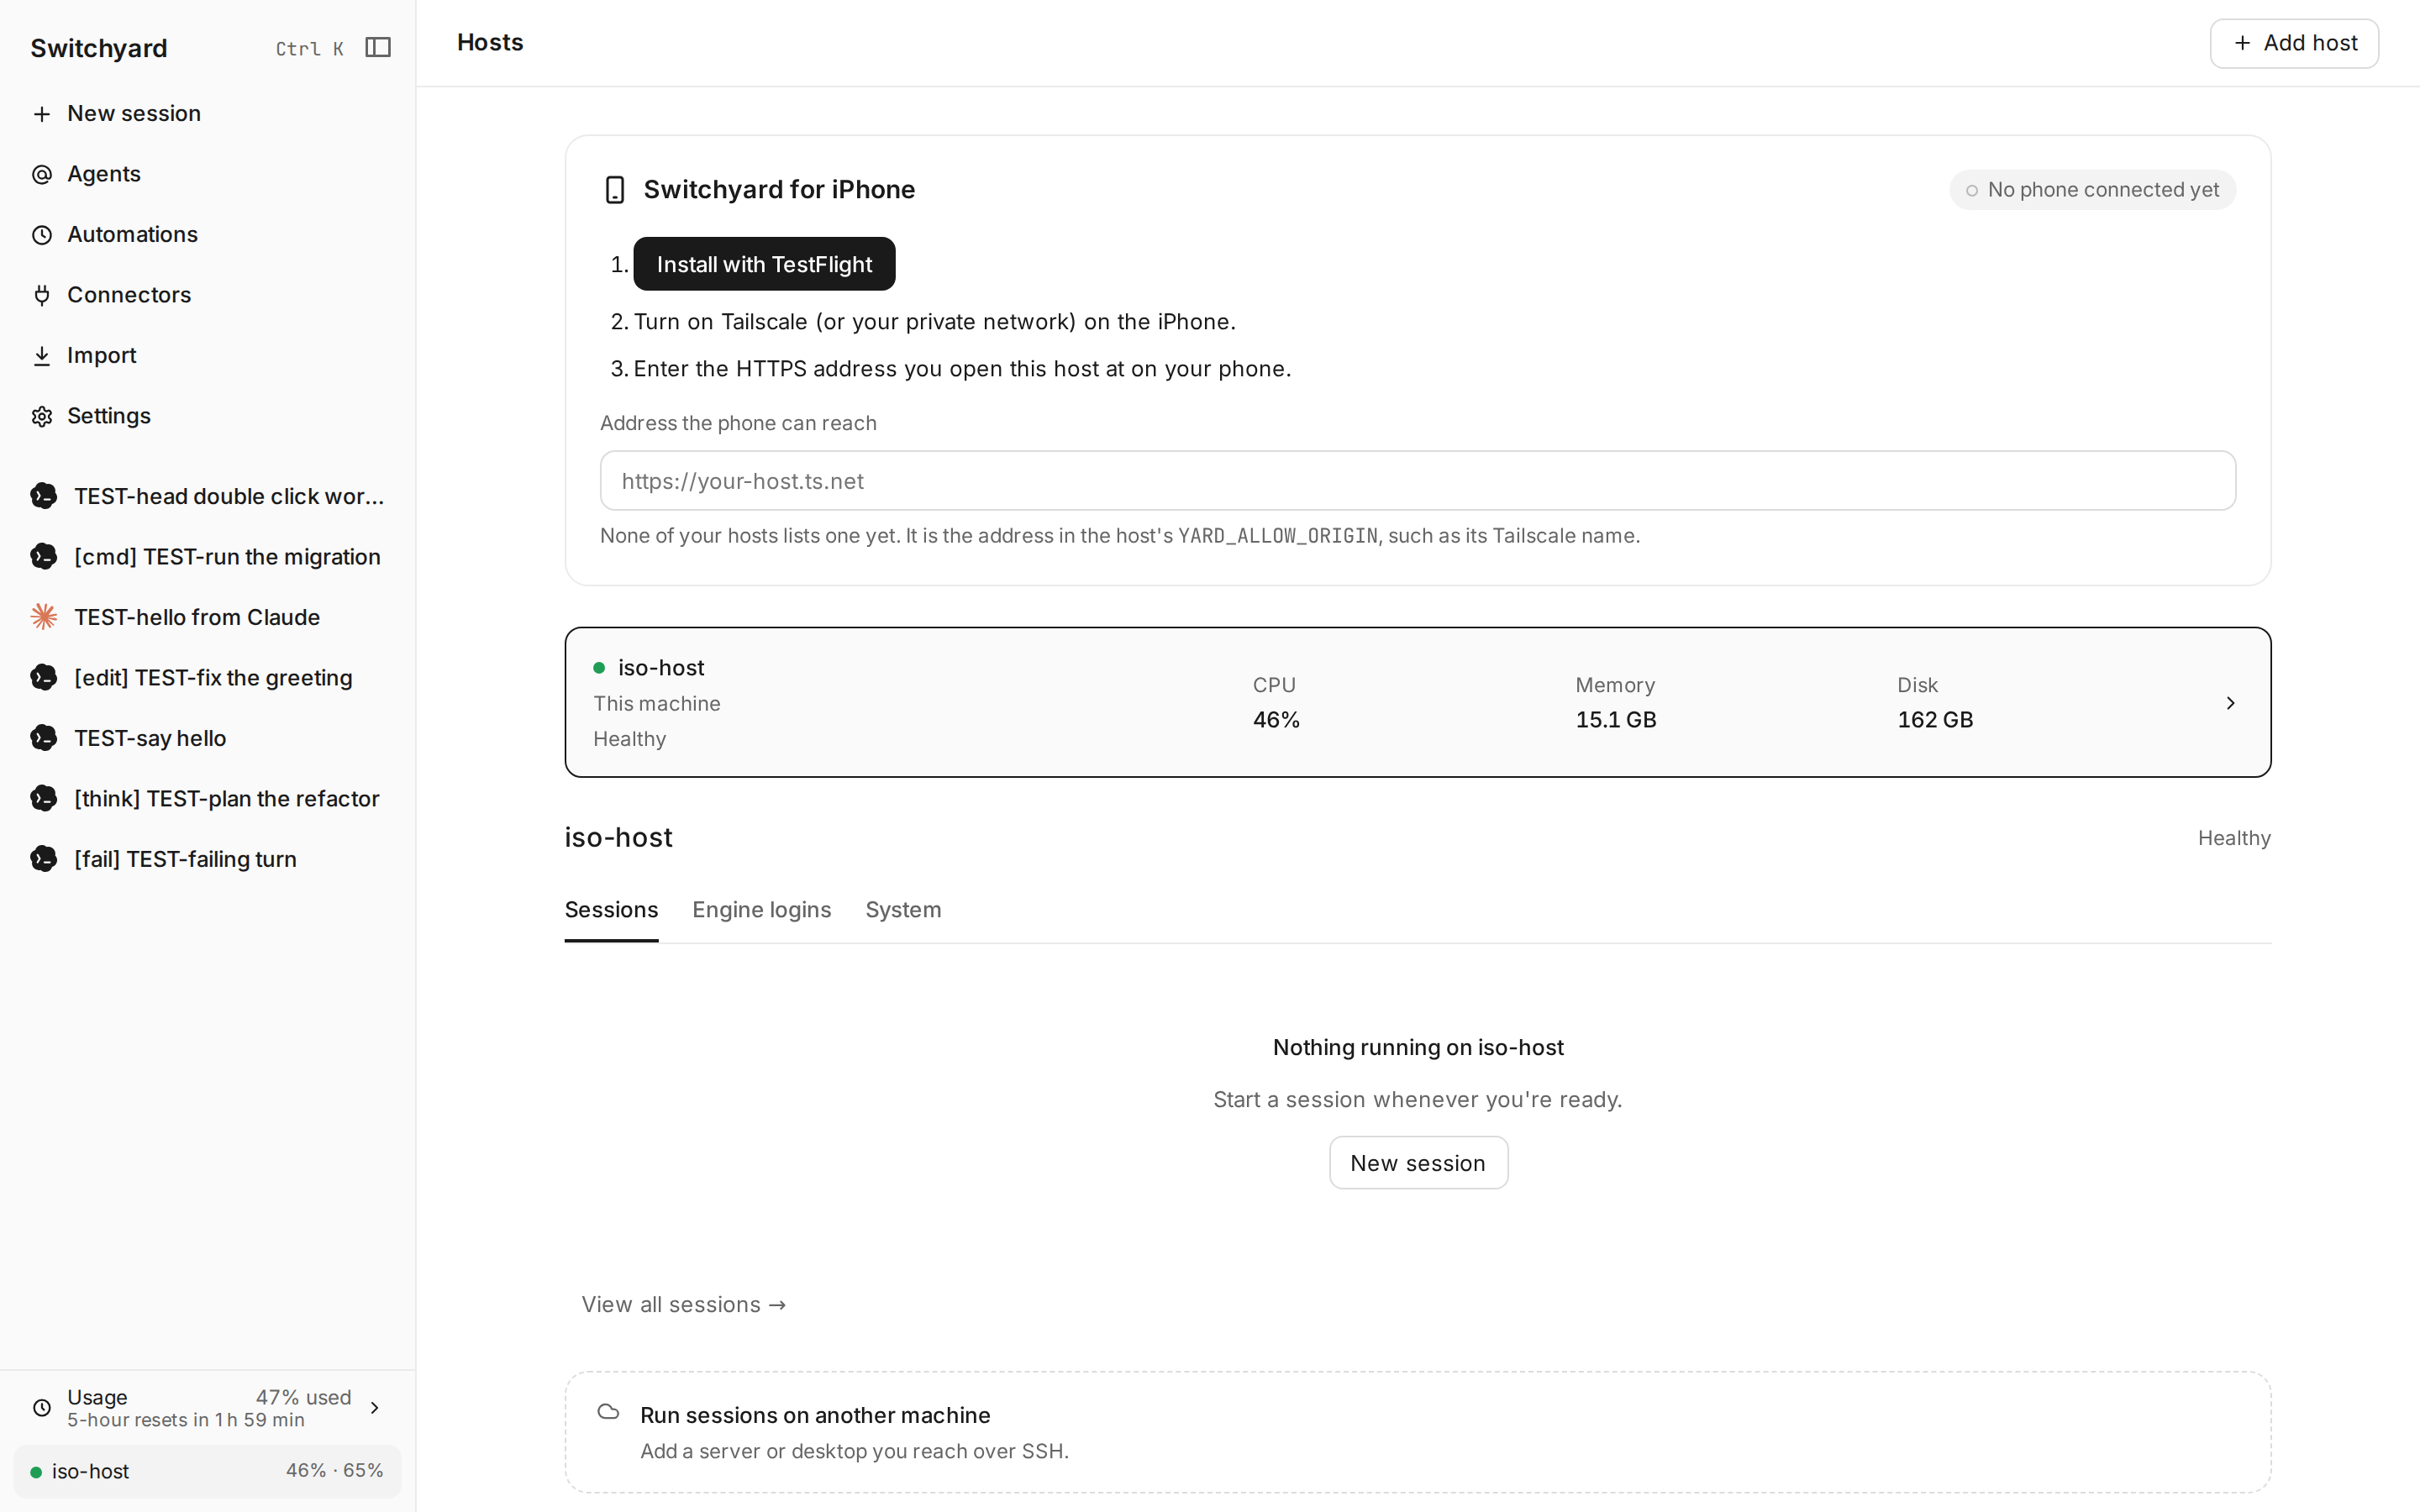 Switchyard
Ctrl K
New session
Agents
Automations
Connectors
Import
Settings
TEST-head double click wor...
[cmd] TEST-run the migration
TEST-hello from Claude
[edit] TEST-fix the greeting
TEST-say hello
[think] TEST-plan the refactor
[fail] TEST-failing turn
Usage 47% used
5-hour resets in 1 h 59 min
iso-host 46% · 65%
Hosts
+ Add host
Switchyard for iPhone
No phone connected yet
1. Install with TestFlight
2. Turn on Tailscale (or your private network) on the iPhone.
3. Enter the HTTPS address you open this host at on your phone.
Address the phone can reach
https://your-host.ts.net
None of your hosts lists one yet. It is the address in the host's YARD_ALLOW_ORIGIN, such as its Tailscale name.
iso-host
This machine
Healthy
CPU
46%
Memory
15.1 GB
Disk
162 GB
iso-host
Healthy
Sessions Engine logins System
Nothing running on iso-host
Start a session whenever you're ready.
New session
View all sessions →
Run sessions on another machine
Add a server or desktop you reach over SSH.